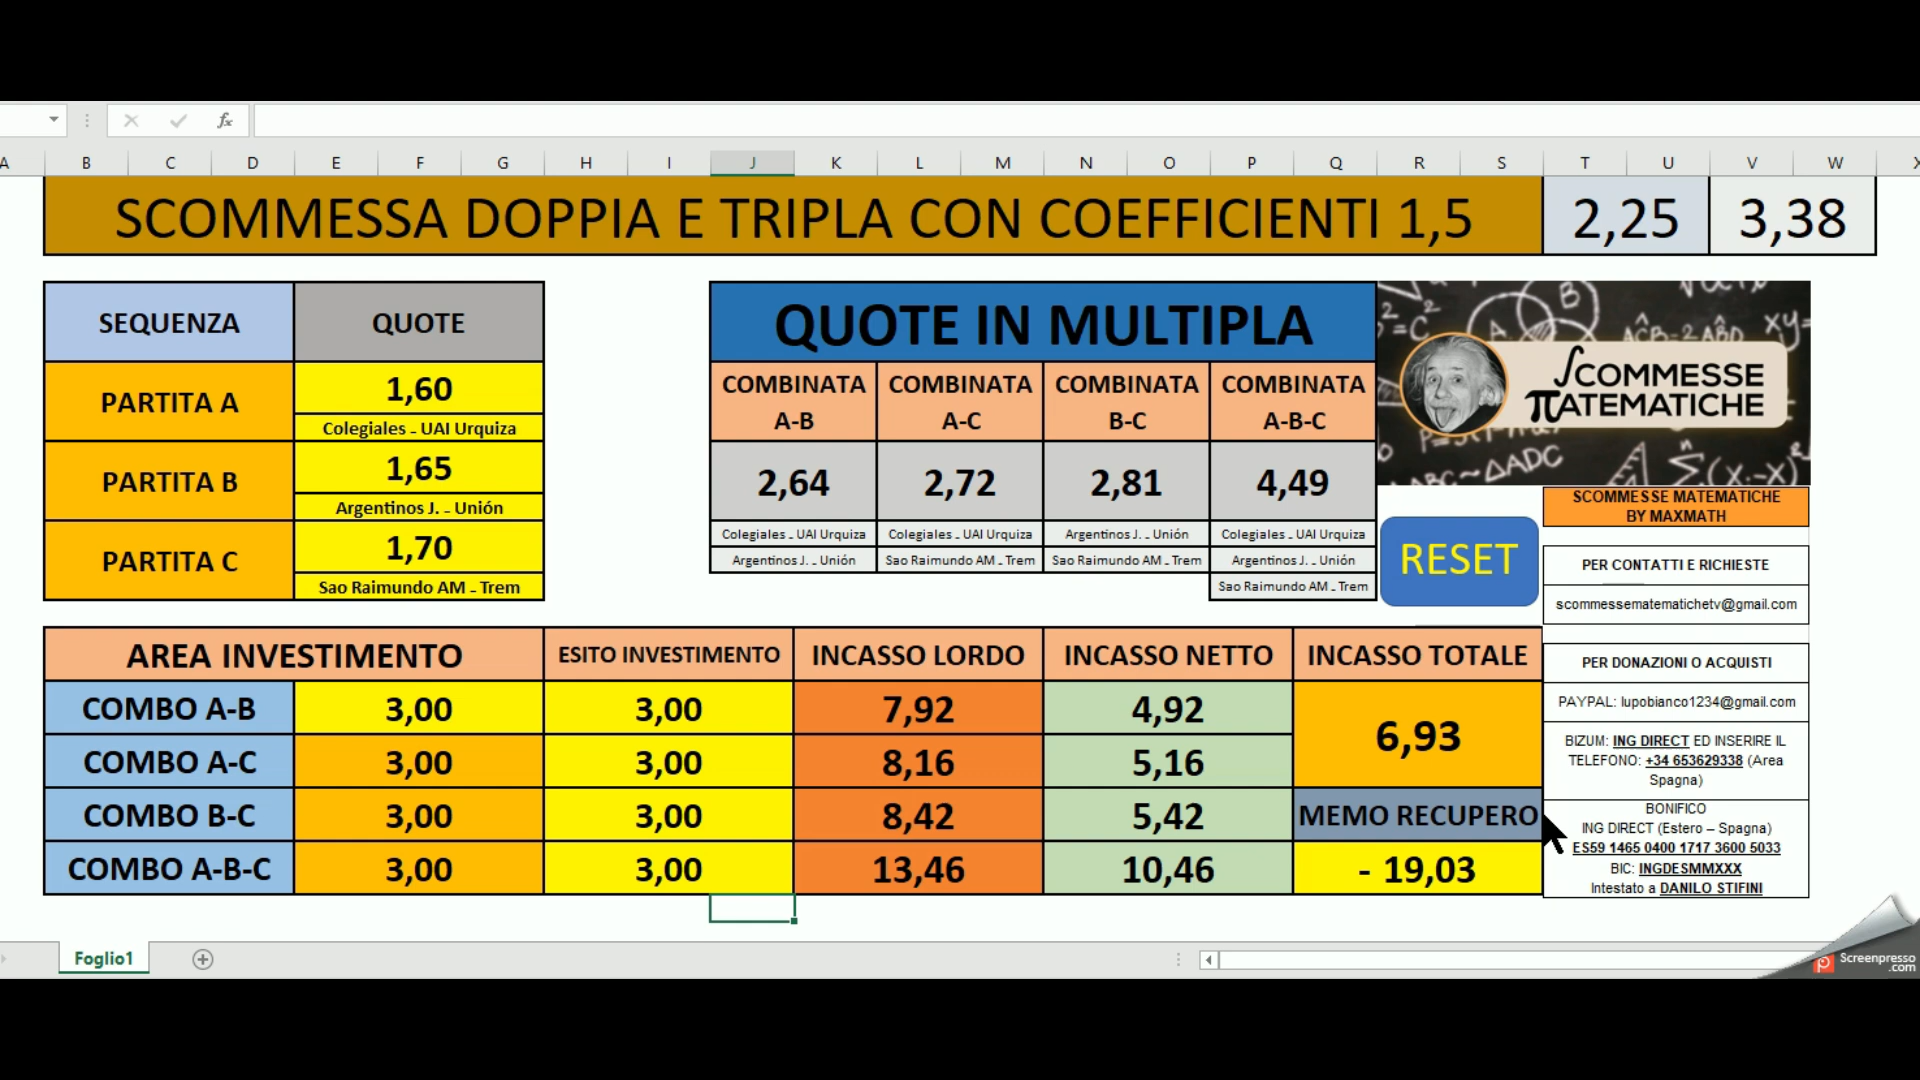 fx
A B C D E F G H I J K L M N O P Q R S T U V W X
SCOMMESSA DOPPIA E TRIPLA CON COEFFICIENTI 1,5 2,25 3,38
SEQUENZA QUOTE
PARTITA A 1,60
Colegiales - UAI Urquiza
PARTITA B 1,65
Argentinos J. - Unión
PARTITA C 1,70
Sao Raimundo AM - Trem
QUOTE IN MULTIPLA
COMBINATA COMBINATA COMBINATA COMBINATA
A-B A-C B-C A-B-C
2,64 2,72 2,81 4,49
Colegiales - UAI Urquiza Colegiales - UAI Urquiza Argentinos J. - Unión Colegiales - UAI Urquiza
Argentinos J. - Unión Sao Raimundo AM - Trem Sao Raimundo AM - Trem Argentinos J. - Unión
Sao Raimundo AM - Trem
∫COMMESSE
πATEMATICHE
RESET
SCOMMESSE MATEMATICHE
BY MAXMATH
PER CONTATTI E RICHIESTE
scommessematematichetv@gmail.com
PER DONAZIONI O ACQUISTI
PAYPAL: lupobianco1234@gmail.com
BIZUM: ING DIRECT ED INSERIRE IL
TELEFONO: +34 653629338 (Area
Spagna)
BONIFICO
ING DIRECT (Estero – Spagna)
ES59 1465 0400 1717 3600 5033
BIC: INGDESMMXXX
Intestato a DANILO STIFINI
AREA INVESTIMENTO ESITO INVESTIMENTO INCASSO LORDO INCASSO NETTO INCASSO TOTALE
COMBO A-B 3,00 3,00 7,92 4,92 6,93
COMBO A-C 3,00 3,00 8,16 5,16
COMBO B-C 3,00 3,00 8,42 5,42 MEMO RECUPERO
COMBO A-B-C 3,00 3,00 13,46 10,46 - 19,03
Foglio1
Screenpresso
.com